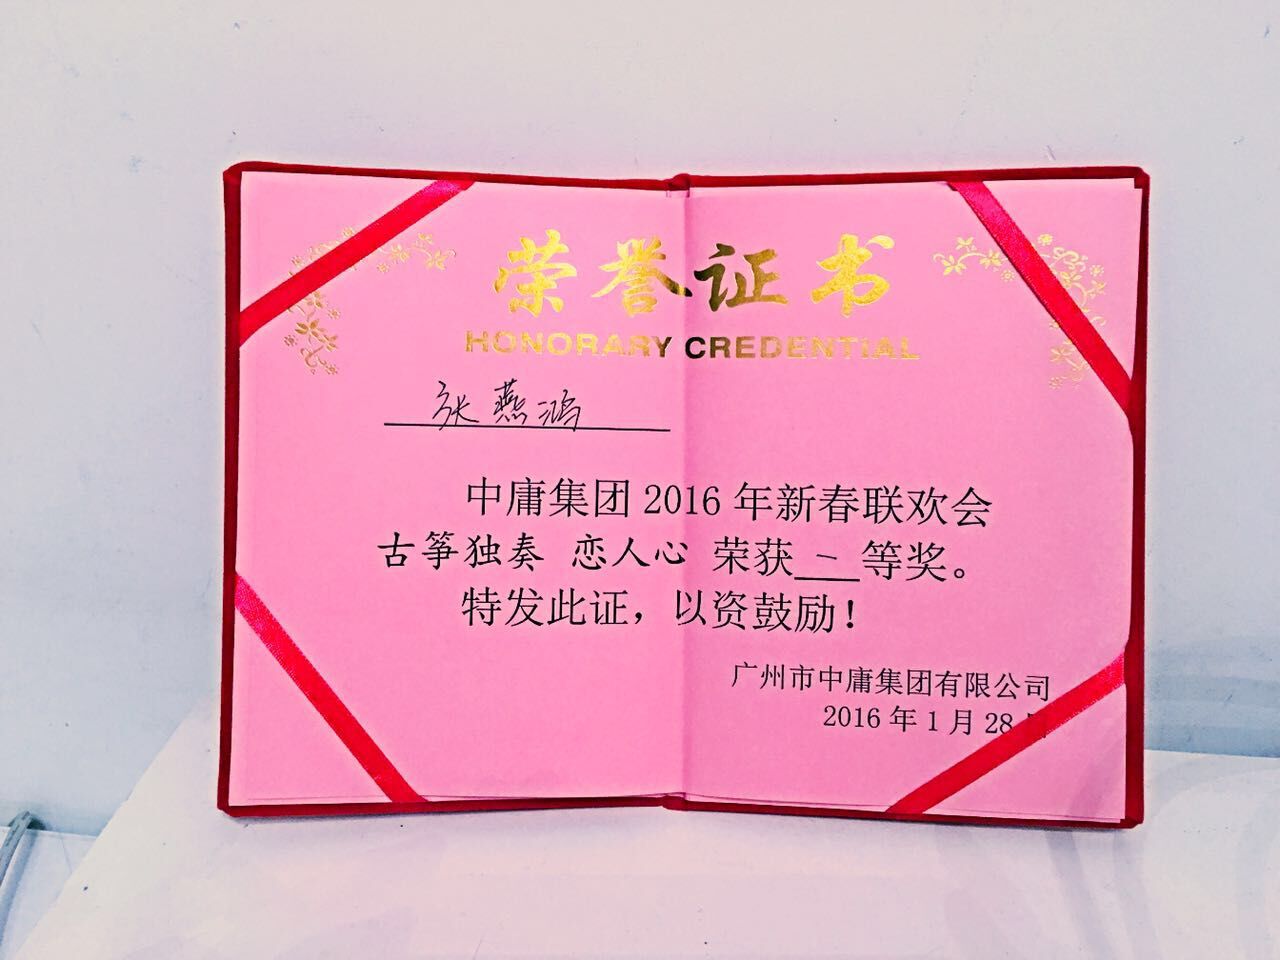 荣誉证书
HONORARY CREDENTIAL
张燕鸿
中庸集团 2016 年新春联欢会
古筝独奏 恋人心 荣获一等奖。
特发此证，以资鼓励！
广州市中庸集团有限公司
2016 年 1 月 28 日